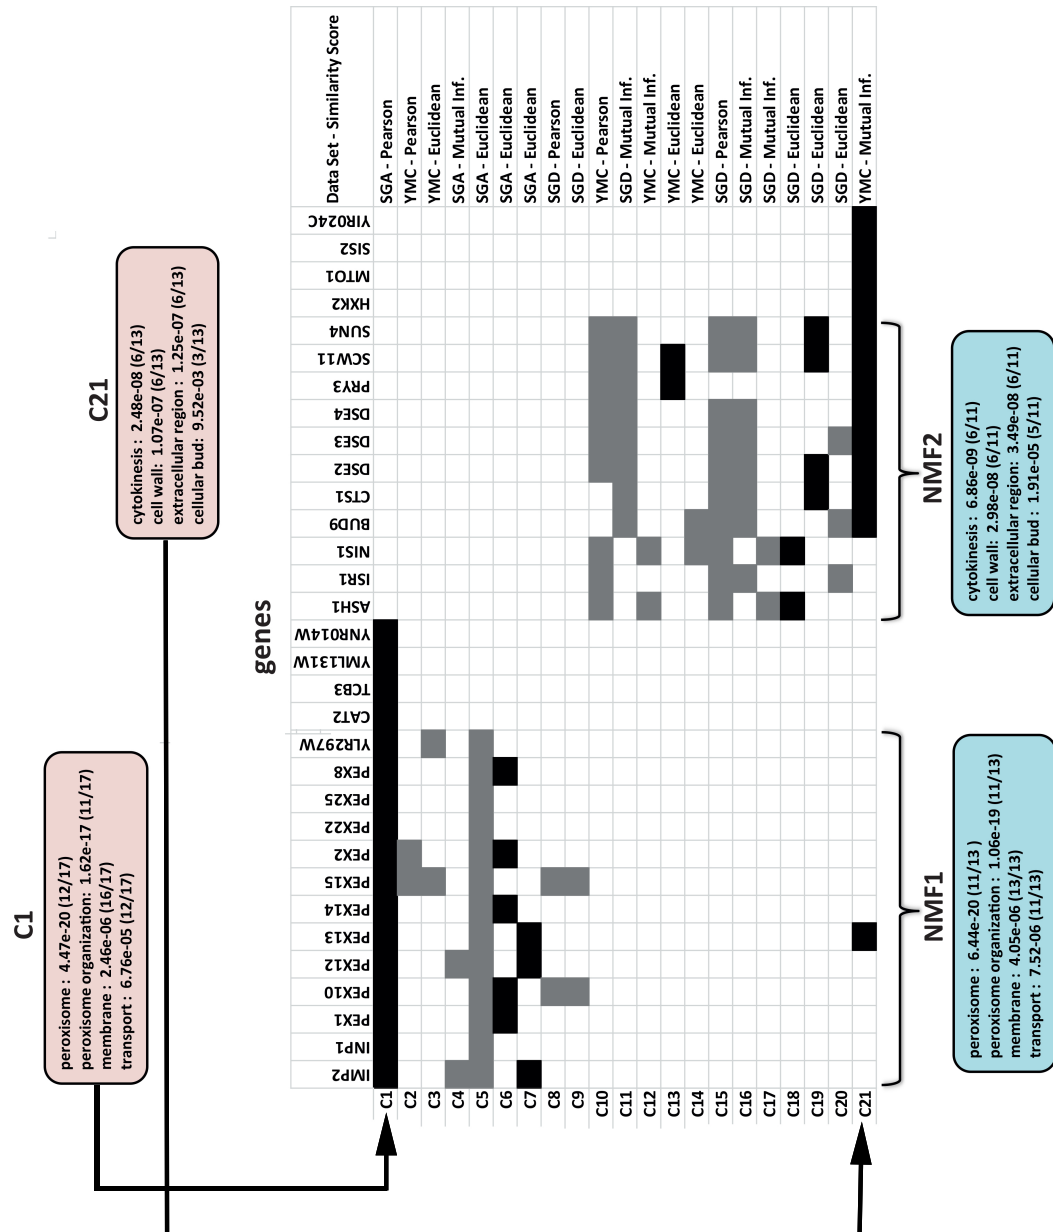 C1
peroxisome : 4.47e-20 (12/17)
peroxisome organization: 1.62e-17 (11/17)
membrane : 2.46e-06 (16/17)
transport : 6.76e-05 (12/17)
C21
cytokinesis : 2.48e-08 (6/13)
cell wall: 1.07e-07 (6/13)
extracellular region : 1.25e-07 (6/13)
cellular bud: 9.52e-03 (3/13)
genes
IMP2
INP1
PEX1
PEX10
PEX12
PEX13
PEX14
PEX15
PEX2
PEX22
PEX25
PEX8
YLR297W
CAT2
TCB3
YML131W
YNR014W
ASH1
ISR1
NIS1
BUD9
CTS1
DSE2
DSE3
DSE4
PRY3
SCW11
SUN4
HXK2
MTO1
SIS2
YIR024C
Data Set - Similarity Score
C1 SGA - Pearson
C2 YMC - Pearson
C3 YMC - Euclidean
C4 SGA - Mutual Inf.
C5 SGA - Euclidean
C6 SGA - Euclidean
C7 SGA - Euclidean
C8 SGD - Pearson
C9 SGD - Euclidean
C10 YMC - Pearson
C11 SGD - Mutual Inf.
C12 YMC - Mutual Inf.
C13 YMC - Euclidean
C14 YMC - Euclidean
C15 SGD - Pearson
C16 SGD - Mutual Inf.
C17 SGD - Mutual Inf.
C18 SGD - Euclidean
C19 SGD - Euclidean
C20 SGD - Euclidean
C21 YMC - Mutual Inf.
NMF1
peroxisome : 6.44e-20 (11/13 )
peroxisome organization : 1.06e-19 (11/13)
membrane : 4.05e-06 (13/13)
transport : 7.52-06 (11/13)
NMF2
cytokinesis : 6.86e-09 (6/11)
cell wall: 2.98e-08 (6/11)
extracellular region: 3.49e-08 (6/11)
cellular bud : 1.91e-05 (5/11)